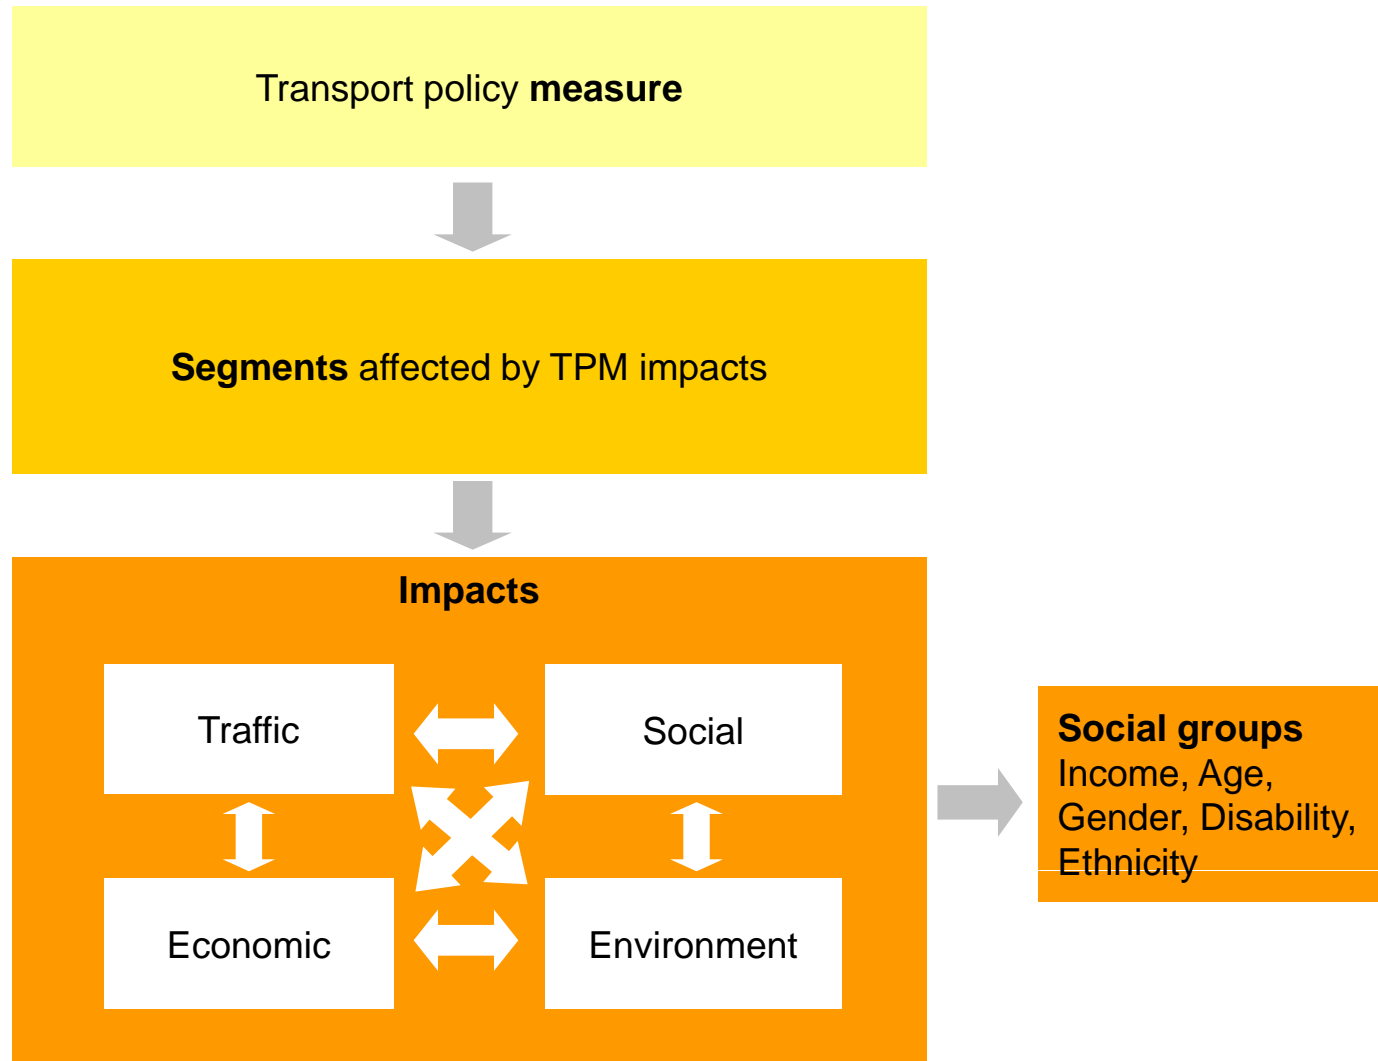 Transport policy measure
Segments affected by TPM impacts
Impacts
Traffic
Social
Economic
Environment
Social groups
Income, Age,
Gender, Disability,
Ethnicity